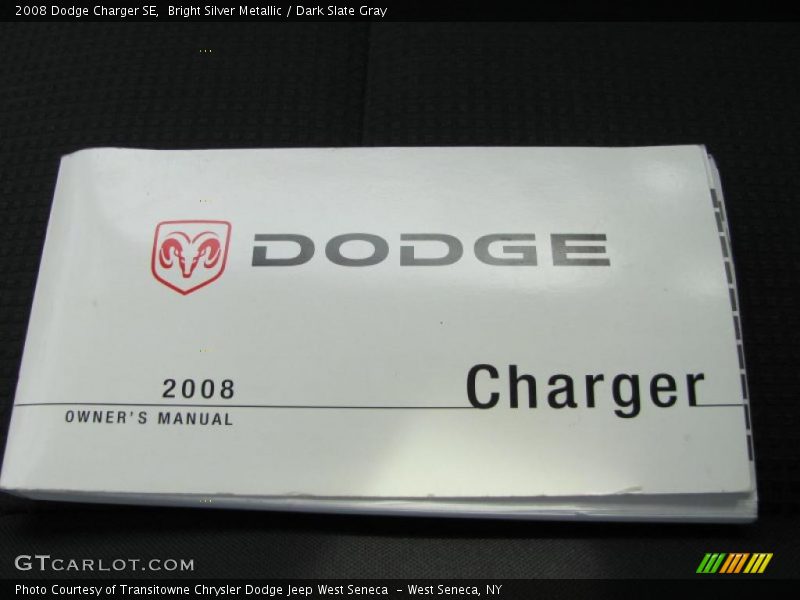 2008 Dodge Charger SE,  Bright Silver Metallic / Dark Slate Gray
DODGE
2008
Charger
OWNER'S MANUAL
GTCARLOT.COM
Photo Courtesy of Transitowne Chrysler Dodge Jeep West Seneca  - West Seneca, NY